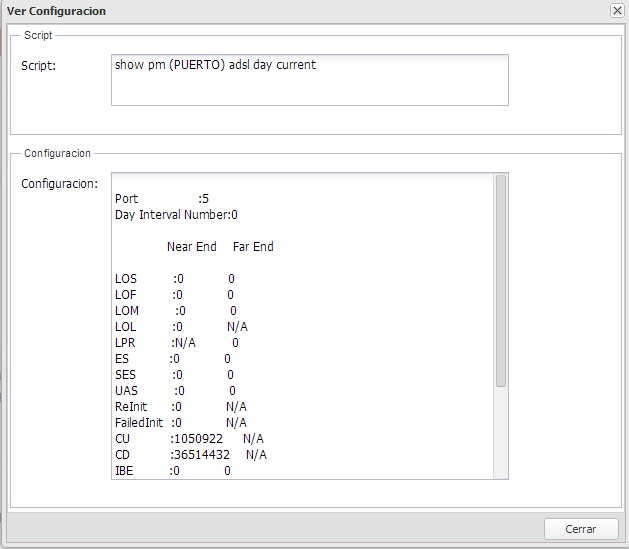 Ver Configuracion
Script
Script:
show pm (PUERTO) adsl day current
Configuracion
Configuracion:
Port :5
Day Interval Number:0
Near End Far End
LOS :0 0
LOF :0 0
LOM :0 0
LOL :0 N/A
LPR :N/A 0
ES :0 0
SES :0 0
UAS :0 0
ReInit :0 N/A
FailedInit :0 N/A
CU :1050922 N/A
CD :36514432 N/A
IBE :0 0
Cerrar